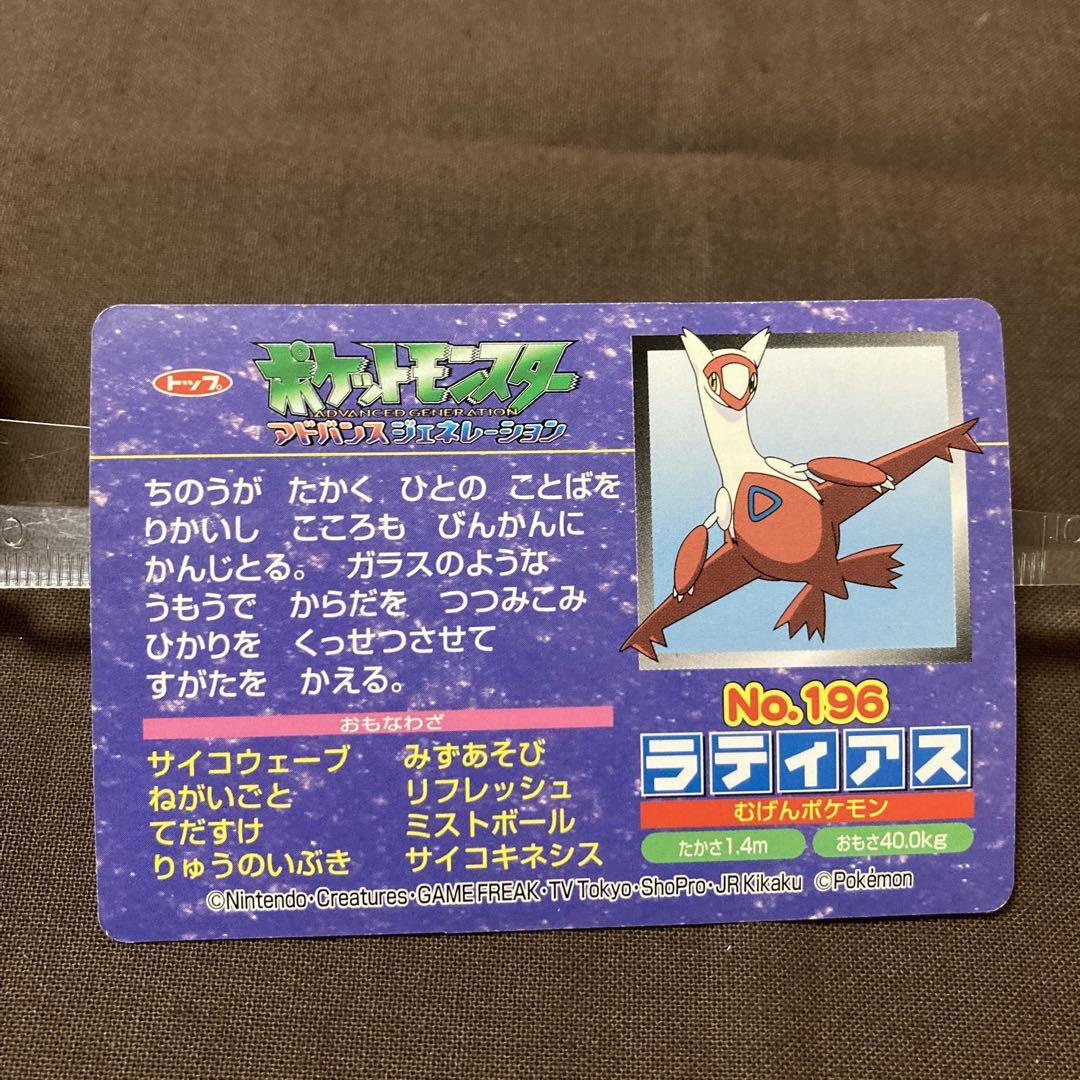 トップ
ポケットモンスター
ADVANCED GENERATION
アドバンスジェネレーション
ちのうが たかく ひとの ことばを
りかいし こころも びんかんに
かんじとる。 ガラスのような
うもうで からだを つつみこみ
ひかりを くっせつさせて
すがたを かえる。
おもなわざ
サイコウェーブ みずあそび
ねがいごと リフレッシュ
てだすけ ミストボール
りゅうのいぶき サイコキネシス
No.196
ラティアス
むげんポケモン
たかさ1.4m おもさ40.0kg
©Nintendo・Creatures・GAME FREAK・TV Tokyo・ShoPro・JR Kikaku ©Pokémon